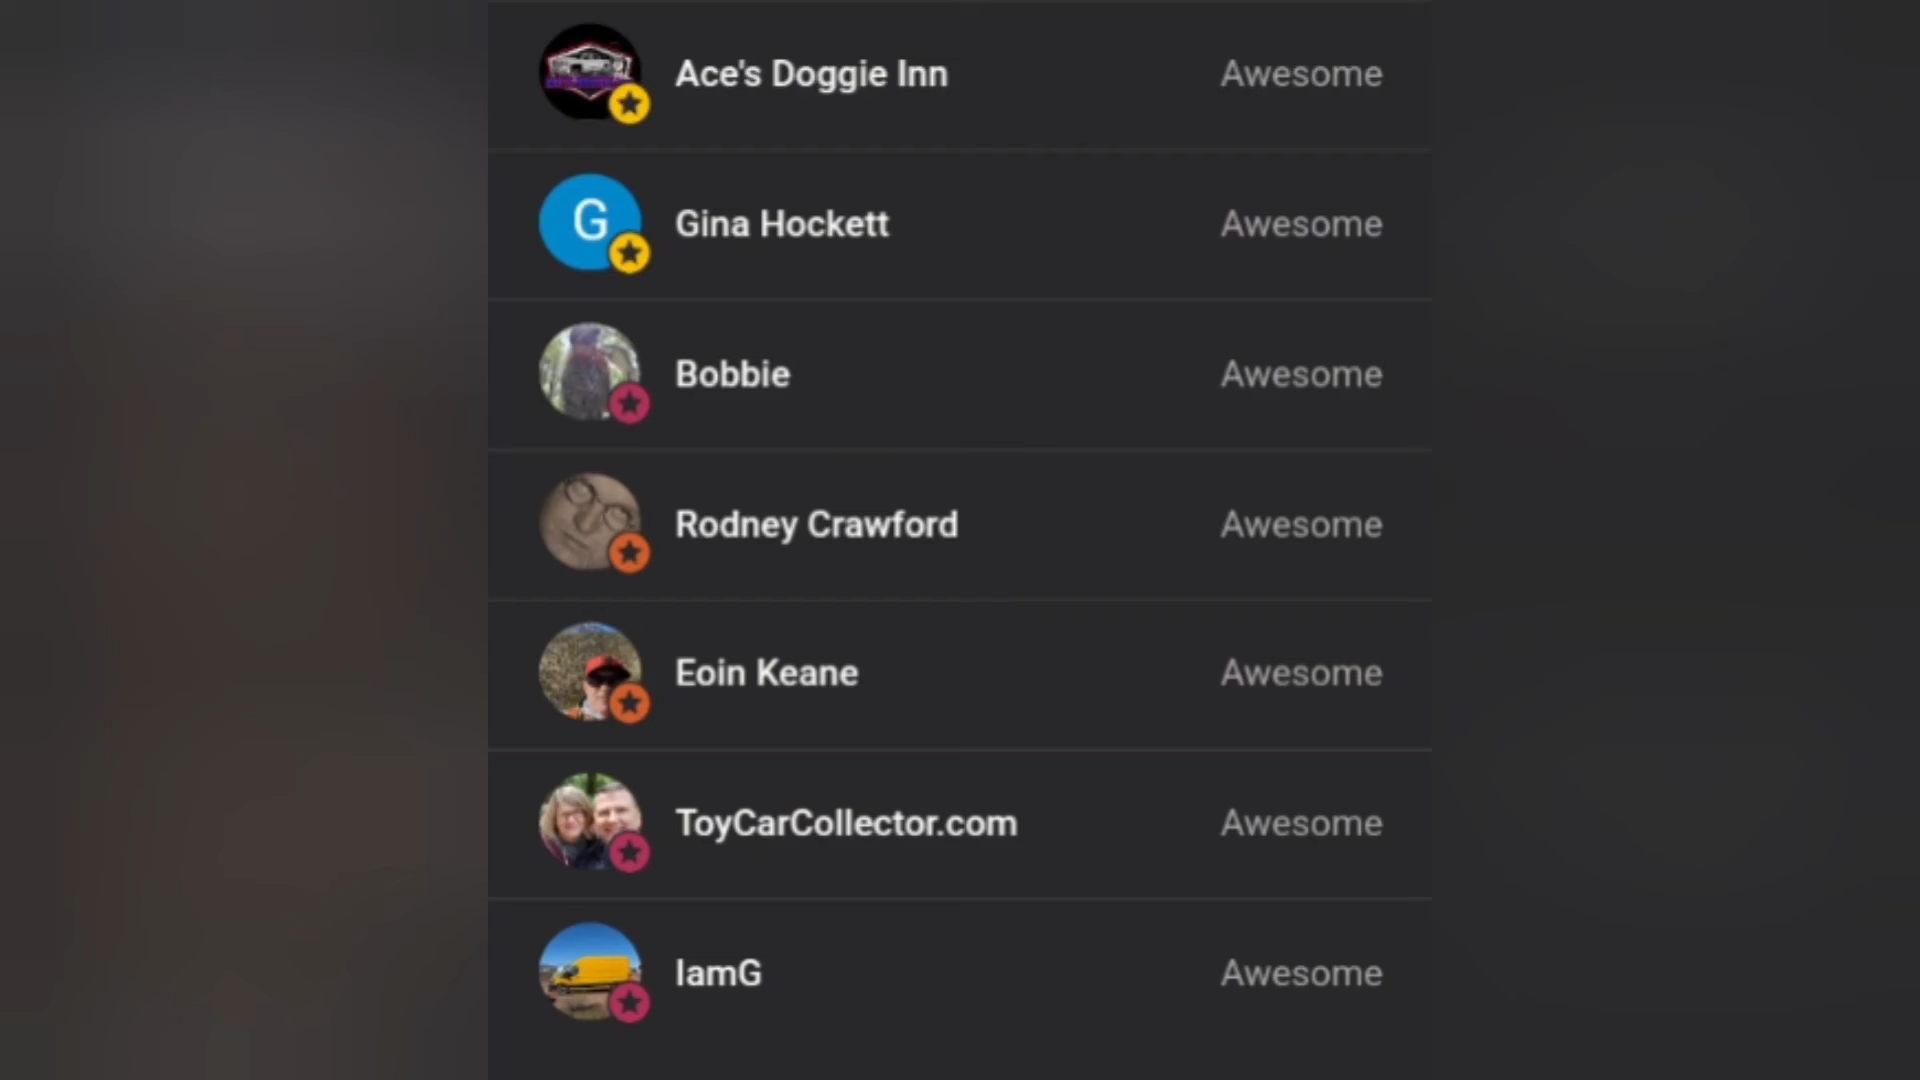 Ace's Doggie Inn Awesome
G
Gina Hockett Awesome
Bobbie Awesome
Rodney Crawford Awesome
Eoin Keane Awesome
ToyCarCollector.com Awesome
IamG Awesome